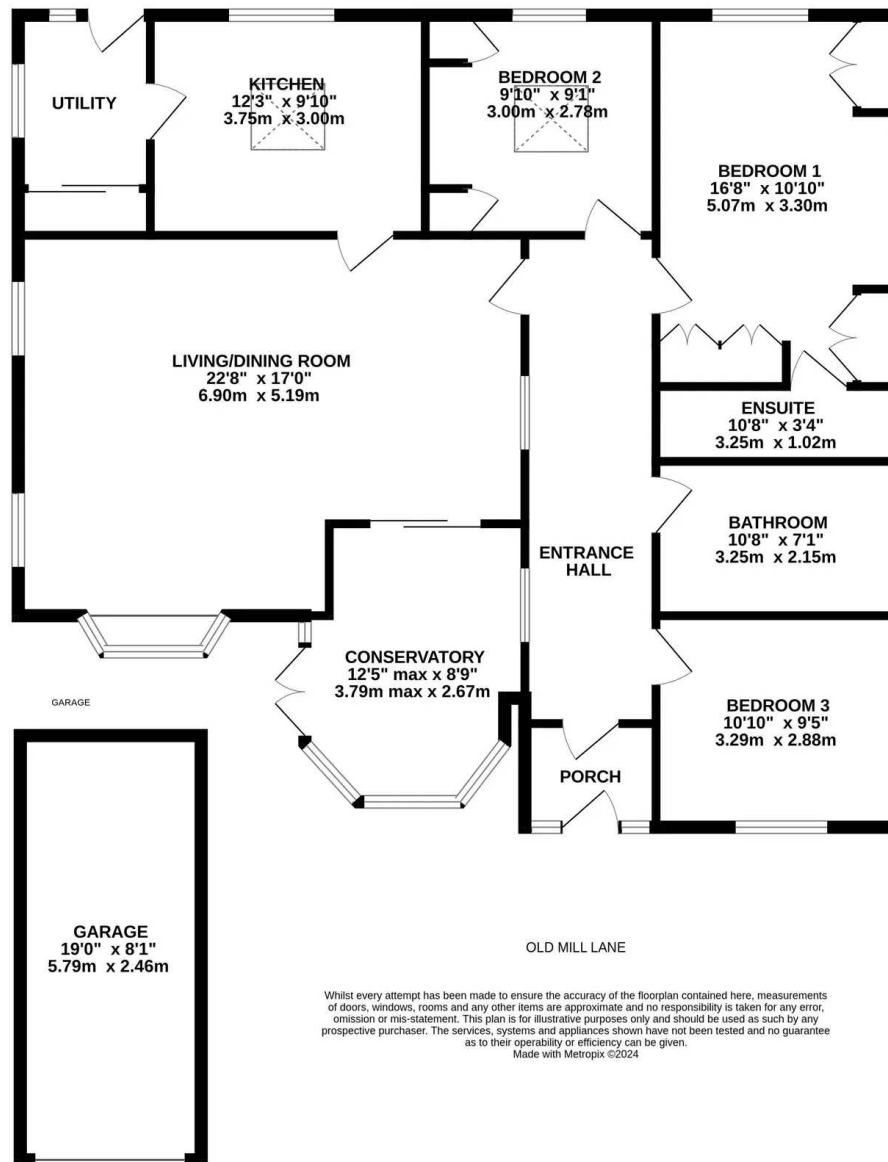 UTILITY
KITCHEN
12'3" x 9'10"
3.75m x 3.00m
BEDROOM 2
9'10" x 9'1"
3.00m x 2.78m
BEDROOM 1
16'8" x 10'10"
5.07m x 3.30m
LIVING/DINING ROOM
22'8" x 17'0"
6.90m x 5.19m
ENSUITE
10'8" x 3'4"
3.25m x 1.02m
BATHROOM
10'8" x 7'1"
3.25m x 2.15m
ENTRANCE
HALL
CONSERVATORY
12'5" max x 8'9"
3.79m max x 2.67m
BEDROOM 3
10'10" x 9'5"
3.29m x 2.88m
GARAGE
PORCH
GARAGE
19'0" x 8'1"
5.79m x 2.46m
OLD MILL LANE
Whilst every attempt has been made to ensure the accuracy of the floorplan contained here, measurements
of doors, windows, rooms and any other items are approximate and no responsibility is taken for any error,
omission or mis-statement. This plan is for illustrative purposes only and should be used as such by any
prospective purchaser. The services, systems and appliances shown have not been tested and no guarantee
as to their operability or efficiency can be given.
Made with Metropix ©2024